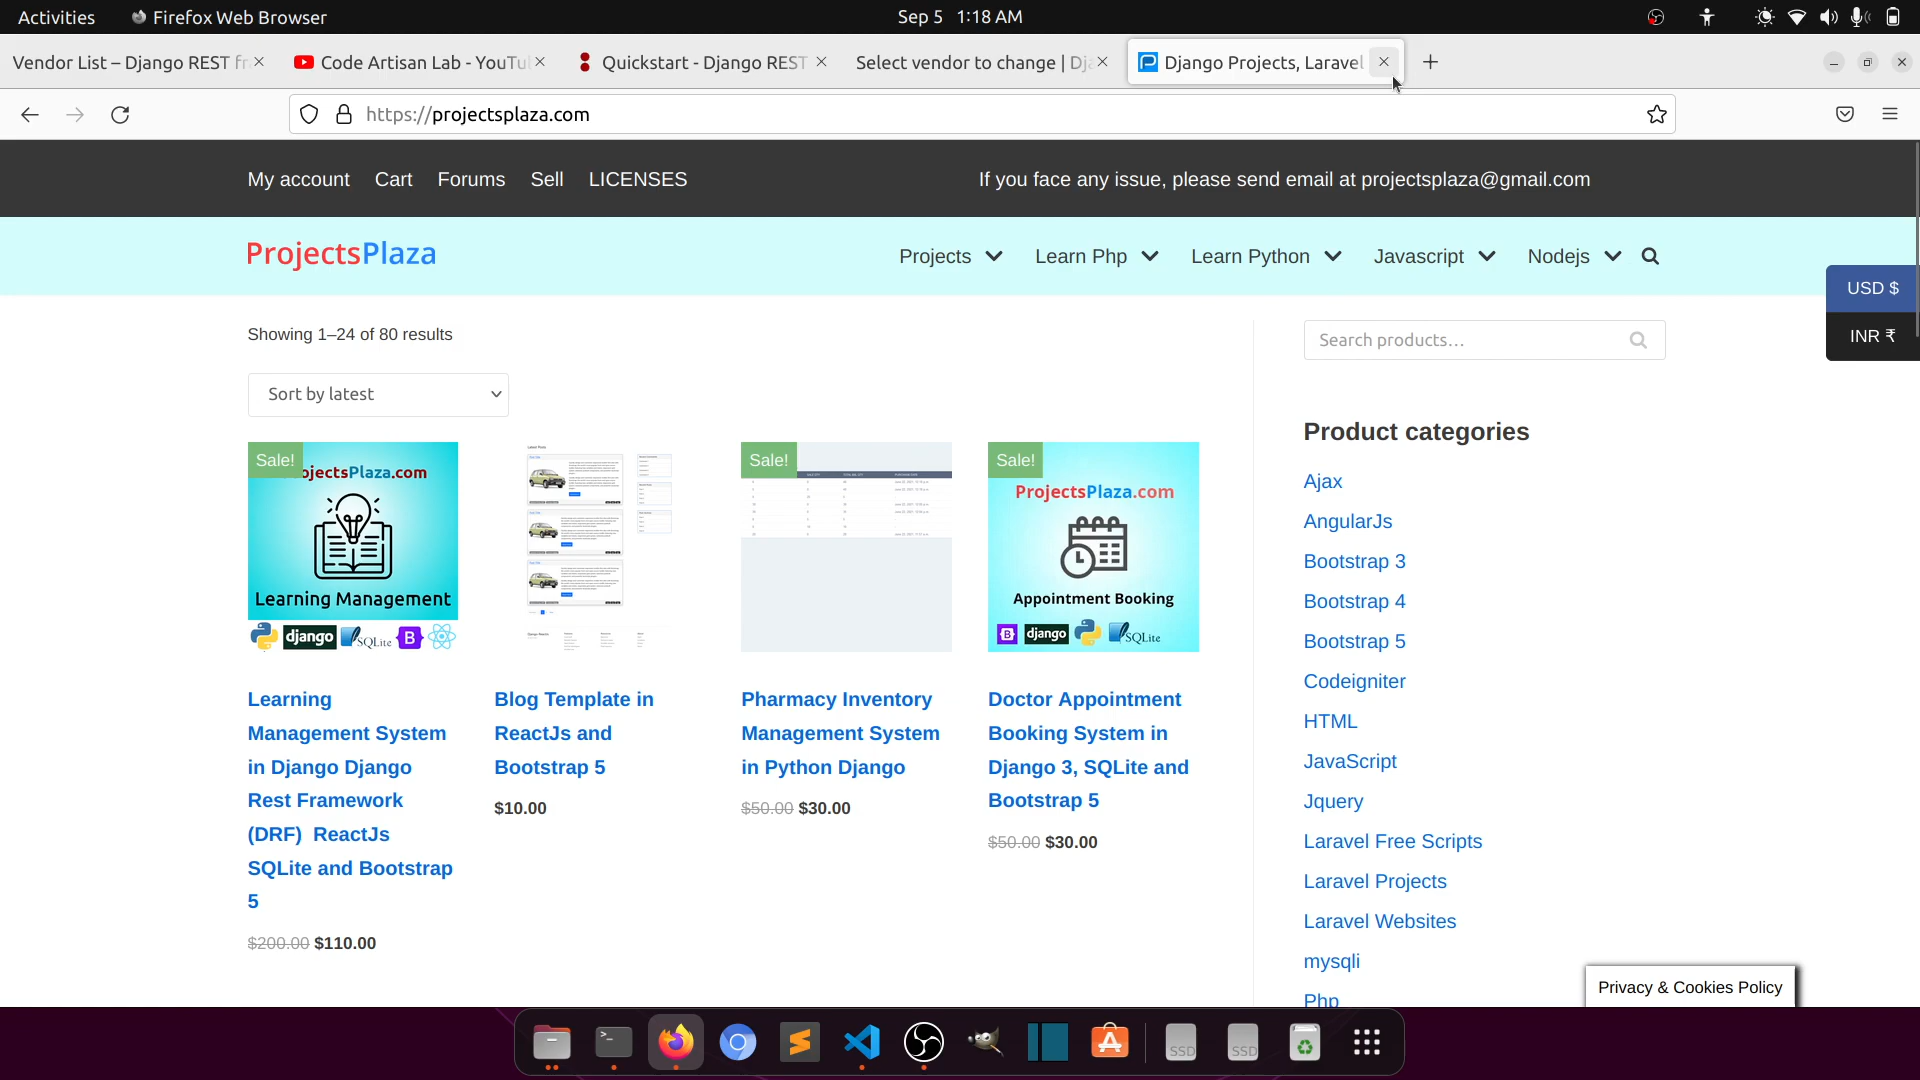 Activities
Firefox Web Browser
Sep 5 1:18 AM
Vendor List – Django REST fr
Code Artisan Lab - YouTu
Quickstart - Django REST
Select vendor to change | Dja
Django Projects, Laravel
https://projectsplaza.com
My account Cart Forums Sell LICENSES
If you face any issue, please send email at projectsplaza@gmail.com
ProjectsPlaza
Projects Learn Php Learn Python Javascript Nodejs
USD $
INR ₹
Showing 1–24 of 80 results
Search products…
Sort by latest
Product categories
Ajax
AngularJs
Bootstrap 3
Bootstrap 4
Bootstrap 5
Codeigniter
HTML
JavaScript
Jquery
Laravel Free Scripts
Laravel Projects
Laravel Websites
mysqli
Php
Sale!
ojectsPlaza.com
Learning Management
django SQLite B
Learning
Management System
in Django Django
Rest Framework
(DRF) ReactJs
SQLite and Bootstrap
5
$200.00 $110.00
Blog Template in
ReactJs and
Bootstrap 5
$10.00
Sale!
Pharmacy Inventory
Management System
in Python Django
$50.00 $30.00
Sale!
ProjectsPlaza.com
Appointment Booking
B django SQLite
Doctor Appointment
Booking System in
Django 3, SQLite and
Bootstrap 5
$50.00 $30.00
Privacy & Cookies Policy
SSD
SSD